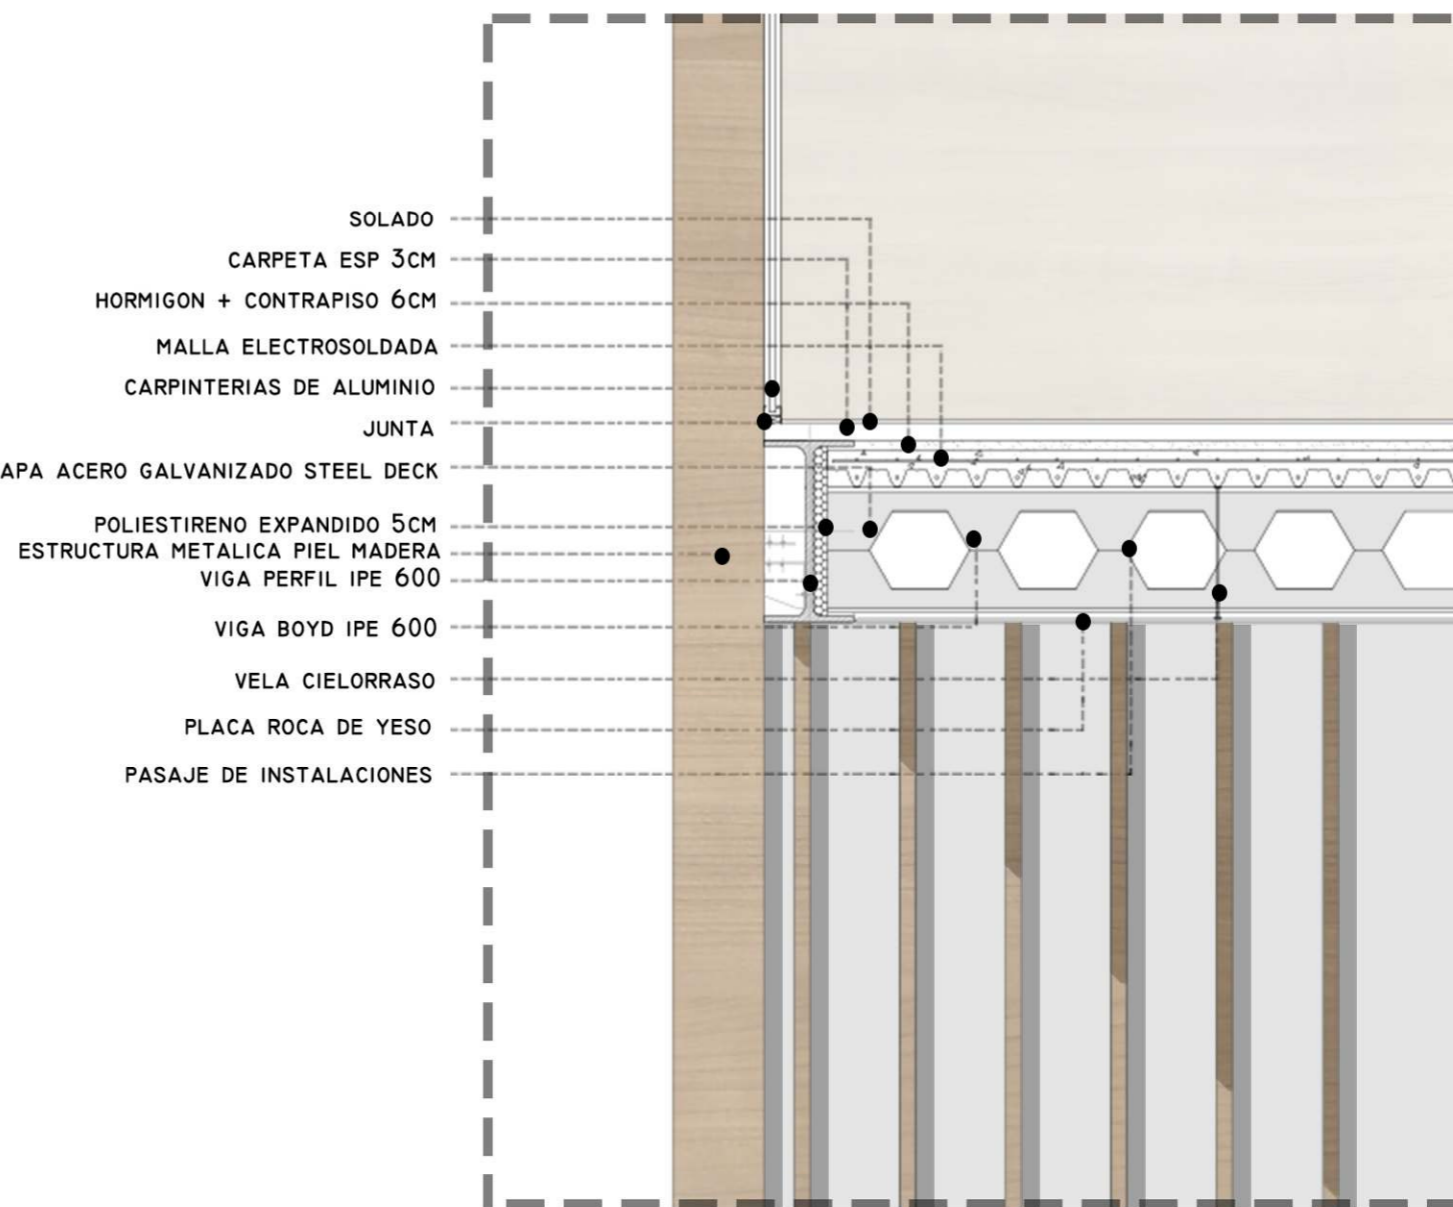 SOLADO
CARPETA ESP 3CM
HORMIGON + CONTRAPISO 6CM
MALLA ELECTROSOLDADA
CARPINTERIAS DE ALUMINIO
JUNTA
APA ACERO GALVANIZADO STEEL DECK
POLIESTIRENO EXPANDIDO 5CM
ESTRUCTURA METALICA PIEL MADERA
VIGA PERFIL IPE 600
VIGA BOYD IPE 600
VELA CIELORRASO
PLACA ROCA DE YESO
PASAJE DE INSTALACIONES